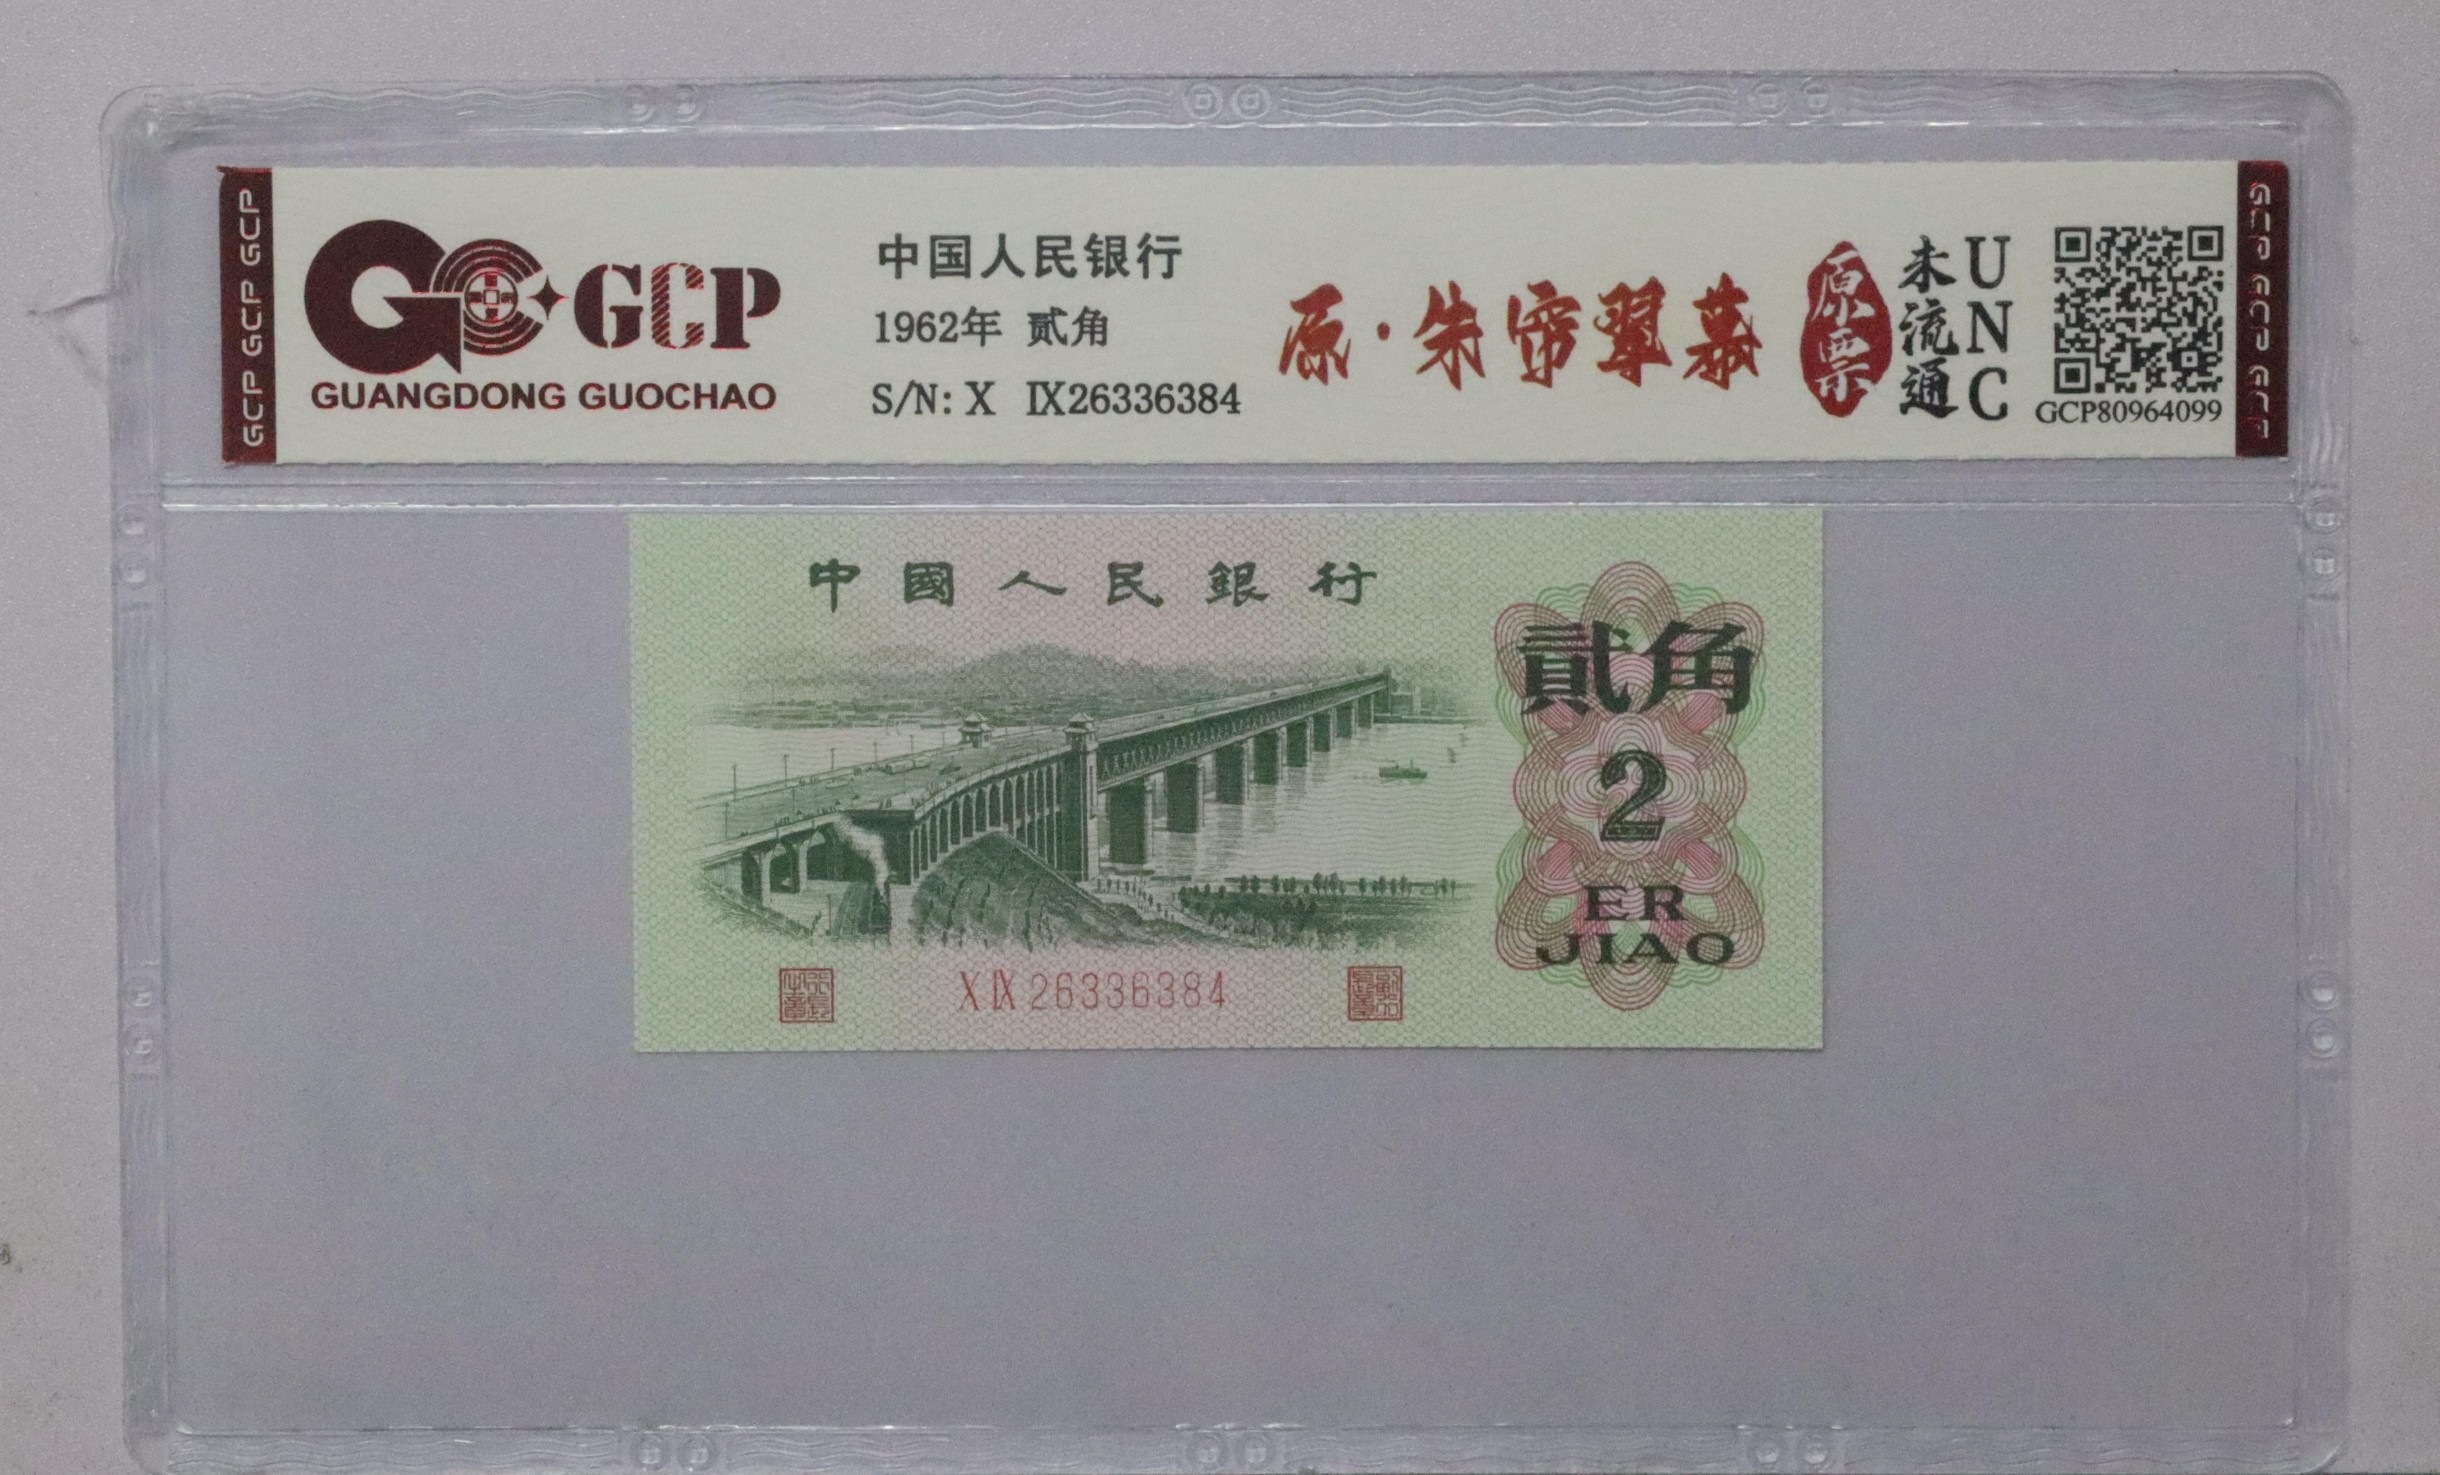 GCP GCP GCP
GCP
GUANGDONG GUOCHAO
中国人民银行
1962年 贰角
S/N: X IX26336384
原·朱帘翠幕
原票
未流通
UNC
GCP80964099
GCP GCP GCP
中國人民銀行
貳角
2
ER
JIAO
X IX 26336384